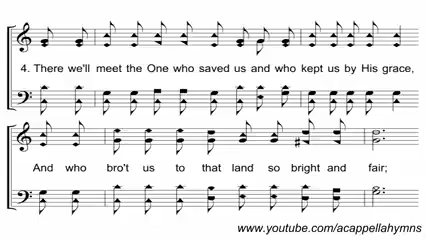 4. There we'll meet the One who saved us and who kept us by His grace,
And who bro't us to that land so bright and fair;
www.youtube.com/acappellahymns